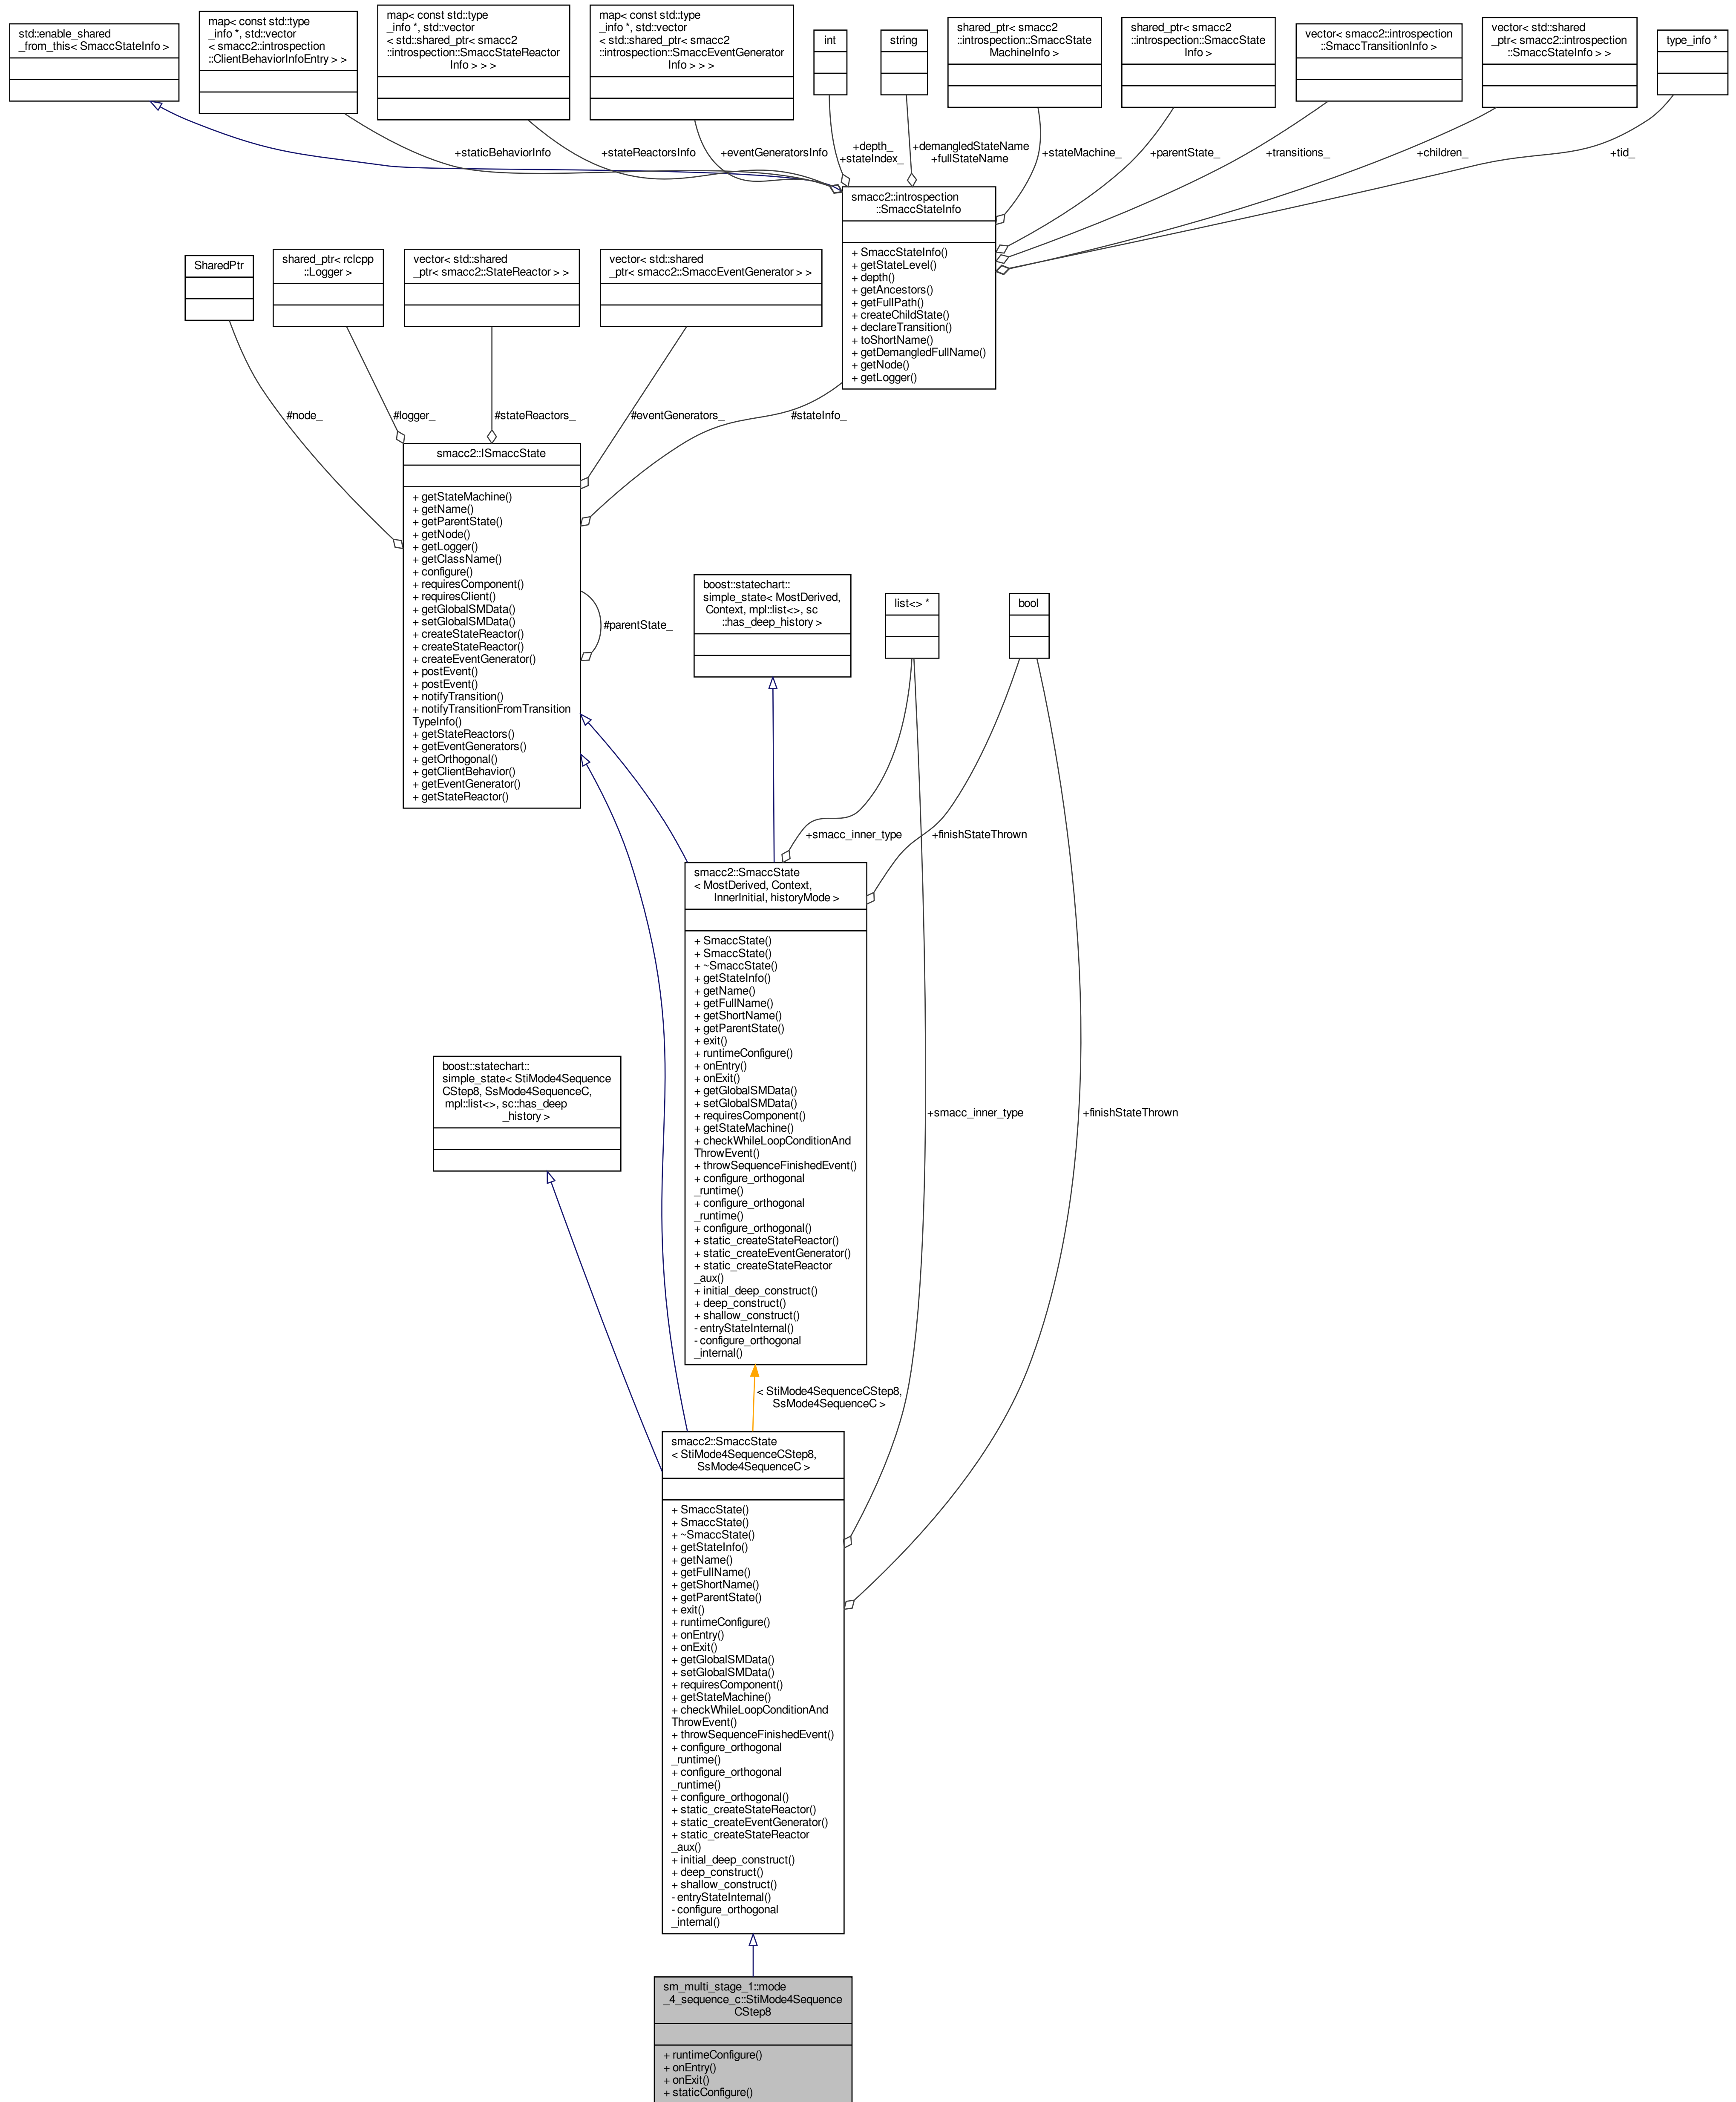 std::enable_shared
_from_this< SmaccStateInfo >
map< const std::type
_info *, std::vector
< smacc2::introspection
::ClientBehaviorInfoEntry > >
map< const std::type
_info *, std::vector
< std::shared_ptr< smacc2
::introspection::SmaccStateReactor
Info > > >
map< const std::type
_info *, std::vector
< std::shared_ptr< smacc2
::introspection::SmaccEventGenerator
Info > > >
int
string
shared_ptr< smacc2
::introspection::SmaccState
MachineInfo >
shared_ptr< smacc2
::introspection::SmaccState
Info >
vector< smacc2::introspection
::SmaccTransitionInfo >
vector< std::shared
_ptr< smacc2::introspection
::SmaccStateInfo > >
type_info *
+staticBehaviorInfo
+stateReactorsInfo
+eventGeneratorsInfo
+depth_
+stateIndex_
+demangledStateName
+fullStateName
+stateMachine_
+parentState_
+transitions_
+children_
+tid_
smacc2::introspection
::SmaccStateInfo
+ SmaccStateInfo()
+ getStateLevel()
+ depth()
+ getAncestors()
+ getFullPath()
+ createChildState()
+ declareTransition()
+ toShortName()
+ getDemangledFullName()
+ getNode()
+ getLogger()
SharedPtr
shared_ptr< rclcpp
::Logger >
vector< std::shared
_ptr< smacc2::StateReactor > >
vector< std::shared
_ptr< smacc2::SmaccEventGenerator > >
#node_
#logger_
#stateReactors_
#eventGenerators_
#stateInfo_
smacc2::ISmaccState
+ getStateMachine()
+ getName()
+ getParentState()
+ getNode()
+ getLogger()
+ getClassName()
+ configure()
+ requiresComponent()
+ requiresClient()
+ getGlobalSMData()
+ setGlobalSMData()
+ createStateReactor()
+ createStateReactor()
+ createEventGenerator()
+ postEvent()
+ postEvent()
+ notifyTransition()
+ notifyTransitionFromTransition
TypeInfo()
+ getStateReactors()
+ getEventGenerators()
+ getOrthogonal()
+ getClientBehavior()
+ getEventGenerator()
+ getStateReactor()
#parentState_
boost::statechart::
simple_state< MostDerived,
Context, mpl::list<>, sc
::has_deep_history >
list<> *
bool
+smacc_inner_type
+finishStateThrown
smacc2::SmaccState
< MostDerived, Context,
InnerInitial, historyMode >
+ SmaccState()
+ SmaccState()
+ ~SmaccState()
+ getStateInfo()
+ getName()
+ getFullName()
+ getShortName()
+ getParentState()
+ exit()
+ runtimeConfigure()
+ onEntry()
+ onExit()
+ getGlobalSMData()
+ setGlobalSMData()
+ requiresComponent()
+ getStateMachine()
+ checkWhileLoopConditionAnd
ThrowEvent()
+ throwSequenceFinishedEvent()
+ configure_orthogonal
_runtime()
+ configure_orthogonal
_runtime()
+ configure_orthogonal()
+ static_createStateReactor()
+ static_createEventGenerator()
+ static_createStateReactor
_aux()
+ initial_deep_construct()
+ deep_construct()
+ shallow_construct()
- entryStateInternal()
- configure_orthogonal
_internal()
boost::statechart::
simple_state< StiMode4Sequence
CStep8, SsMode4SequenceC,
mpl::list<>, sc::has_deep
_history >
+smacc_inner_type
+finishStateThrown
< StiMode4SequenceCStep8,
SsMode4SequenceC >
smacc2::SmaccState
< StiMode4SequenceCStep8,
SsMode4SequenceC >
+ SmaccState()
+ SmaccState()
+ ~SmaccState()
+ getStateInfo()
+ getName()
+ getFullName()
+ getShortName()
+ getParentState()
+ exit()
+ runtimeConfigure()
+ onEntry()
+ onExit()
+ getGlobalSMData()
+ setGlobalSMData()
+ requiresComponent()
+ getStateMachine()
+ checkWhileLoopConditionAnd
ThrowEvent()
+ throwSequenceFinishedEvent()
+ configure_orthogonal
_runtime()
+ configure_orthogonal
_runtime()
+ configure_orthogonal()
+ static_createStateReactor()
+ static_createEventGenerator()
+ static_createStateReactor
_aux()
+ initial_deep_construct()
+ deep_construct()
+ shallow_construct()
- entryStateInternal()
- configure_orthogonal
_internal()
sm_multi_stage_1::mode
_4_sequence_c::StiMode4Sequence
CStep8
+ runtimeConfigure()
+ onEntry()
+ onExit()
+ staticConfigure()